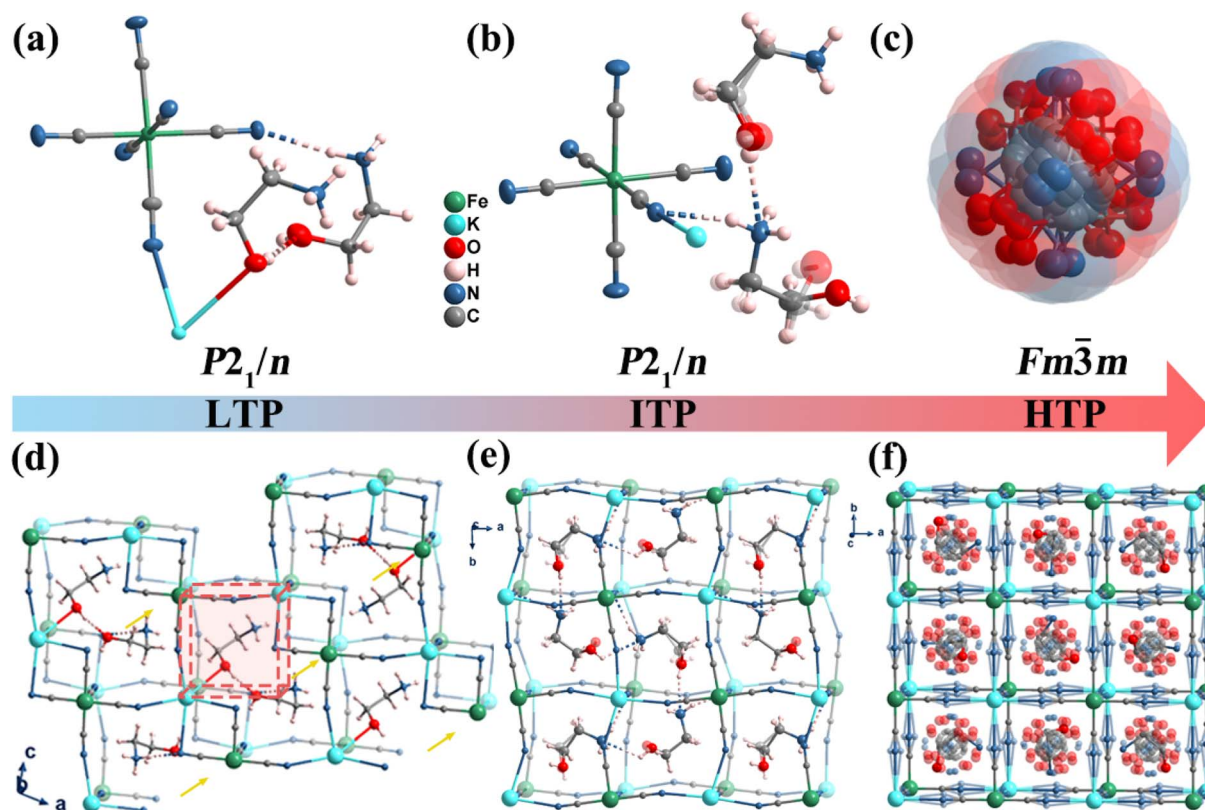 (a)
(b)
(c)
Fe
K
O
H
N
C
P2₁/n
P2₁/n
Fm3̄m
LTP
ITP
HTP
(d)
(e)
(f)
c
b
a
c
a
b
b
c
a